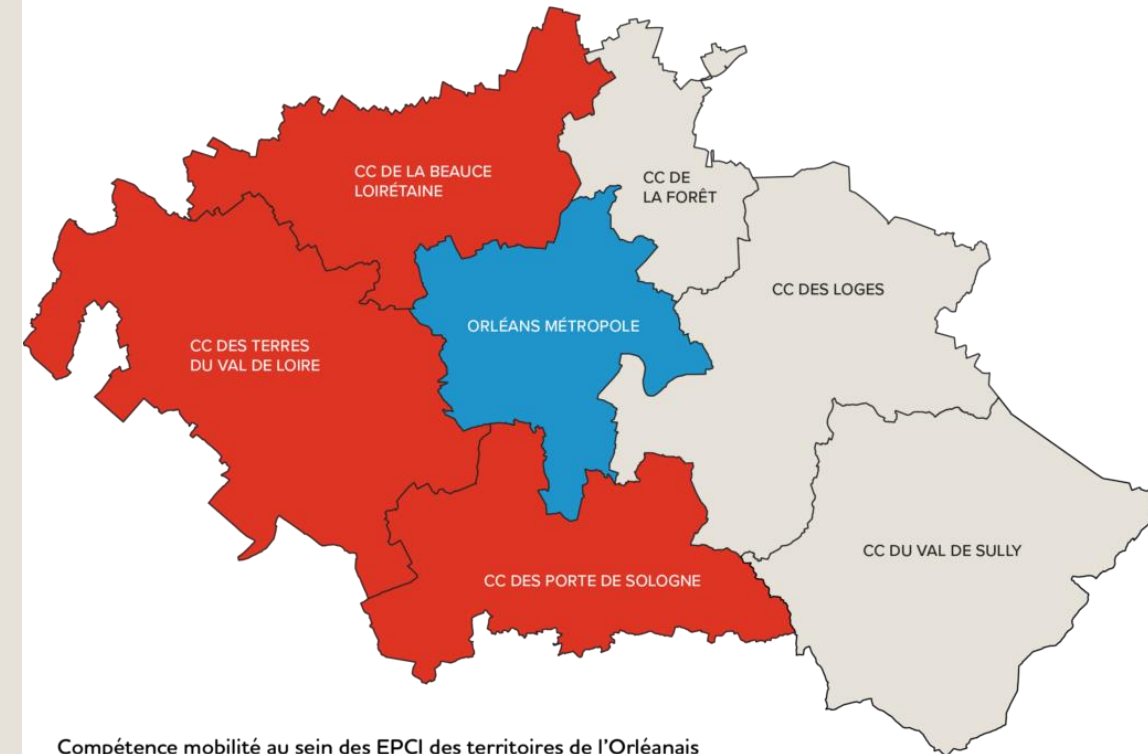 CC DE LA BEAUCE
LOIRÉTAINE
CC DE
LA FORÊT
CC DES LOGES
ORLÉANS MÉTROPOLE
CC DES TERRES
DU VAL DE LOIRE
CC DU VAL DE SULLY
CC DES PORTE DE SOLOGNE
Compétence mobilité au sein des EPCI des territoires de l'Orléanais